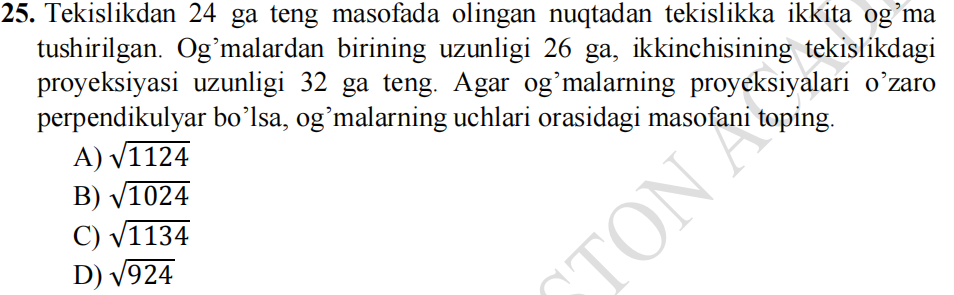 25. Tekislikdan 24 ga teng masofada olingan nuqtadan tekislikka ikkita og’ma
tushirilgan. Og’malardan birining uzunligi 26 ga, ikkinchisining tekislikdagi
proyeksiyasi uzunligi 32 ga teng. Agar og’malarning proyeksiyalari o’zaro
perpendikulyar bo’lsa, og’malarning uchlari orasidagi masofani toping.
A) √1124
B) √1024
C) √1134
D) √924